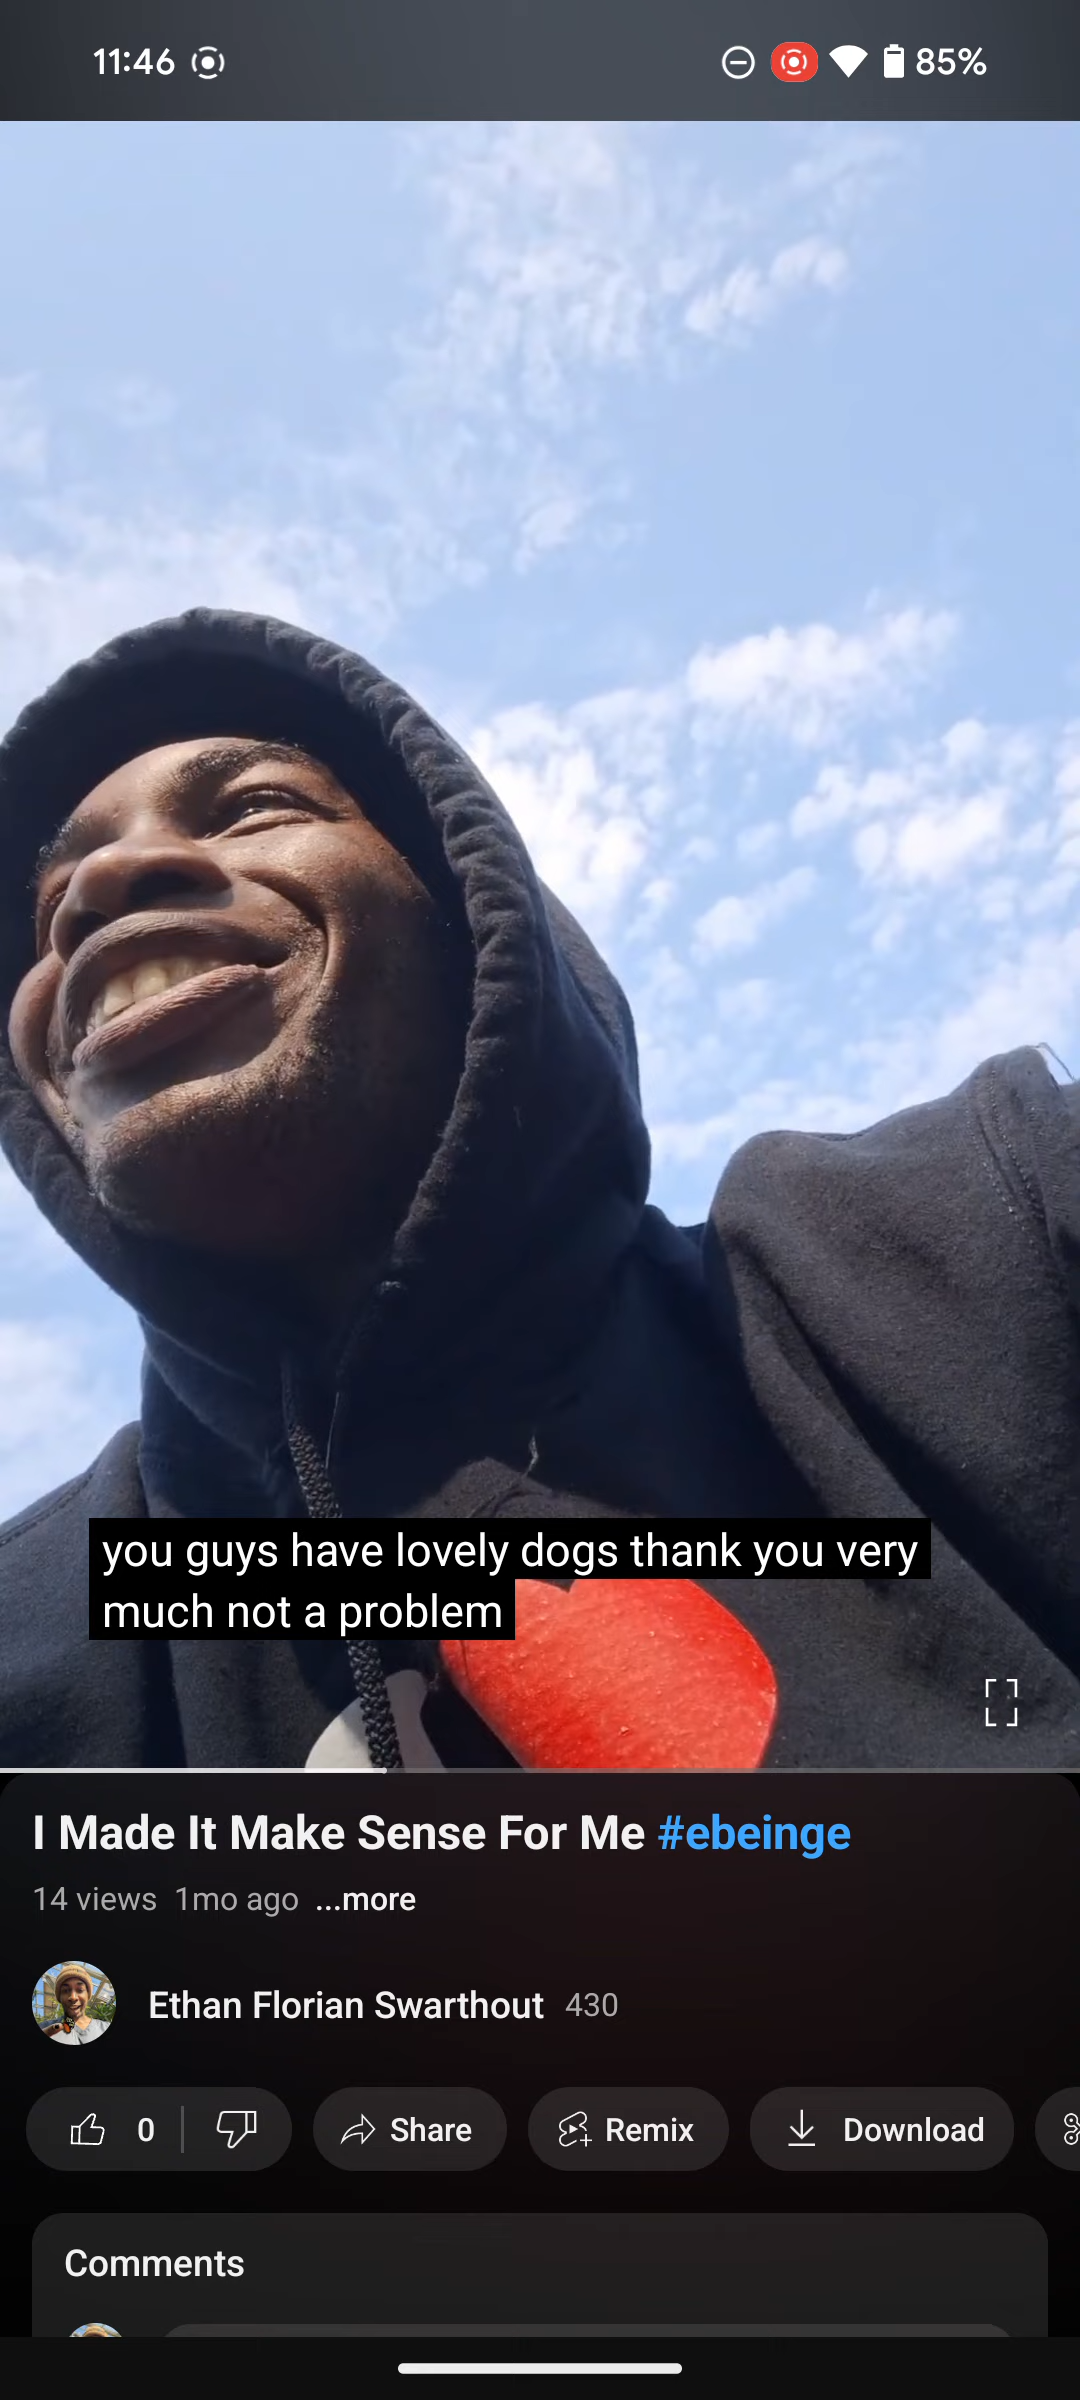 11:46 85%
you guys have lovely dogs thank you very
much not a problem
I Made It Make Sense For Me #ebeinge
14 views 1mo ago ...more
Ethan Florian Swarthout 430
0 Share Remix Download
Comments